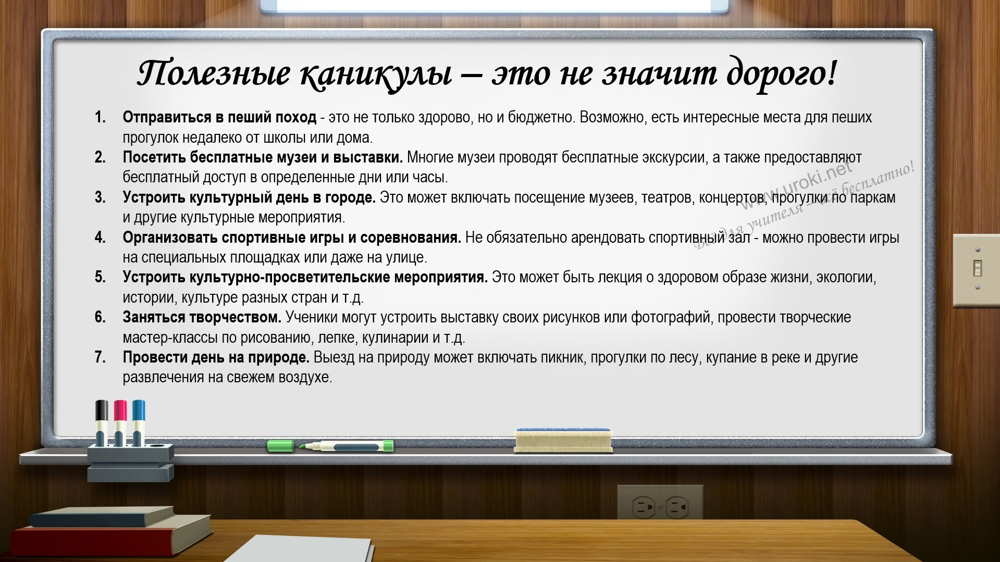 Полезные каникулы – это не значит дорого!
1. Отправиться в пеший поход - это не только здорово, но и бюджетно. Возможно, есть интересные места для пеших
прогулок недалеко от школы или дома.
2. Посетить бесплатные музеи и выставки. Многие музеи проводят бесплатные экскурсии, а также предоставляют
бесплатный доступ в определенные дни или часы.
3. Устроить культурный день в городе. Это может включать посещение музеев, театров, концертов, прогулки по паркам
и другие культурные мероприятия.
4. Организовать спортивные игры и соревнования. Не обязательно арендовать спортивный зал - можно провести игры
на специальных площадках или даже на улице.
5. Устроить культурно-просветительские мероприятия. Это может быть лекция о здоровом образе жизни, экологии,
истории, культуре разных стран и т.д.
6. Заняться творчеством. Ученики могут устроить выставку своих рисунков или фотографий, провести творческие
мастер-классы по рисованию, лепке, кулинарии и т.д.
7. Провести день на природе. Выезд на природу может включать пикник, прогулки по лесу, купание в реке и другие
развлечения на свежем воздухе.
www.uroki.net
Всё для учителя – всё бесплатно!